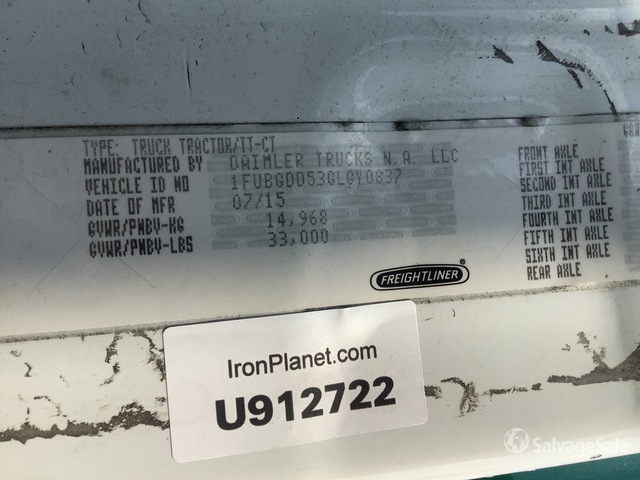 TYPE: TRUCK TRACTOR/TT-CT
MANUFACTURED BY DAIMLER TRUCKS N.A. LLC
VEHICLE ID NO 1FUBGDD53GLGY0837
DATE OF MFR 07/15
GVWR/PNBV-KG 14,968
GVWR/PNBV-LBS 33,000
FRONT AXLE
FIRST INT AXLE
SECOND INT AXLE
THIRD INT AXLE
FOURTH INT AXLE
FIFTH INT AXLE
SIXTH INT AXLE
REAR AXLE
FREIGHTLINER
IronPlanet.com
U912722
SalvageSale